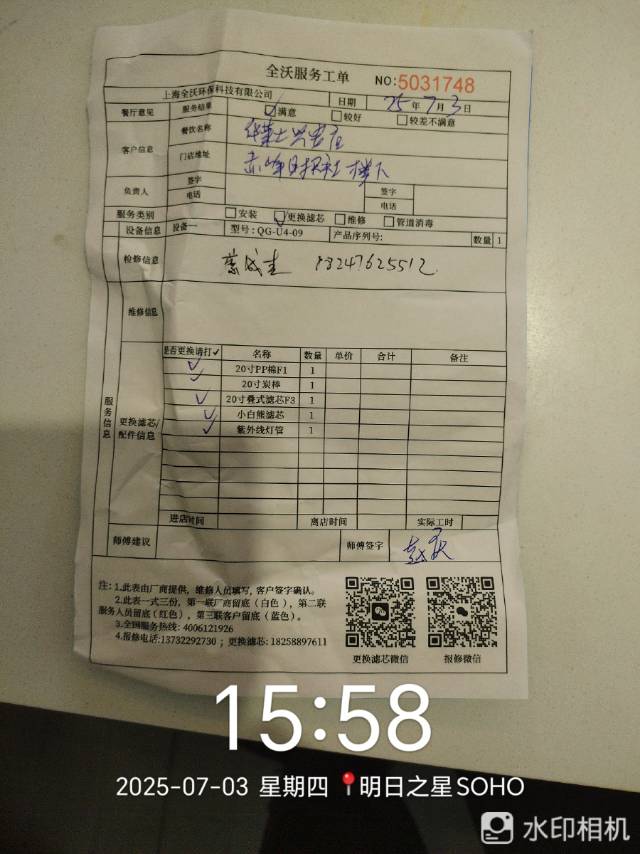 全沃服务工单 NO:5031748
上海全沃环保科技有限公司 日期 25年7月3日
餐厅意见 服务结果 ☑满意 □较好 □较差不满意
客户信息 餐饮名称
门店地址 赤峰日报社楼下
负责人 签字 签字
电话 电话
服务类别 □安装 ☑更换滤芯 □维修 □管道消毒
设备信息 设备一 型号: QG-U4-09 产品序列号: 数量 1
检修信息 13247625512
维修信息
服务信息
更换滤芯/配件信息
是否更换请打✓ 名称 数量 单价 合计 备注
✓ 20寸PP棉F1 1
✓ 20寸炭棒 1
✓ 20寸叠式滤芯F3 1
✓ 小白熊滤芯 1
✓ 紫外线灯管 1
进店时间 离店时间 实际工时
师傅建议 师傅签字
注: 1.此表由厂商提供, 维修人员填写, 客户签字确认。
2.此表一式三份, 第一联厂商留底(白色), 第二联
服务人员留底(红色), 第三联客户留底(蓝色)。
3.全国服务热线: 4006121926
4.报修电话:13732292730 ; 更换滤芯: 18258897611
更换滤芯微信 报修微信
15:58
2025-07-03 星期四 📍明日之星SOHO
水印相机